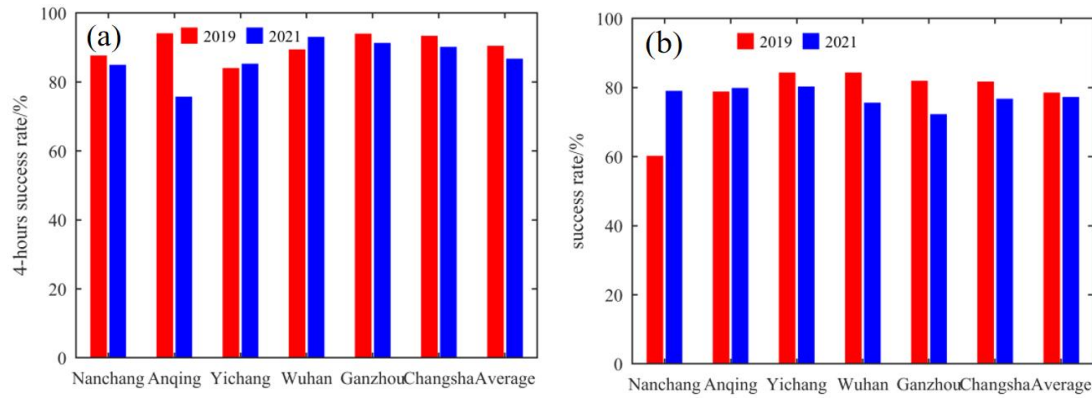 (a)
2019 2021
4-hours success rate/%
100
80
60
40
20
0
Nanchang Anqing Yichang Wuhan Ganzhou Changsha Average
(b)
2019 2021
success rate/%
100
80
60
40
20
0
Nanchang Anqing Yichang Wuhan Ganzhou Changsha Average